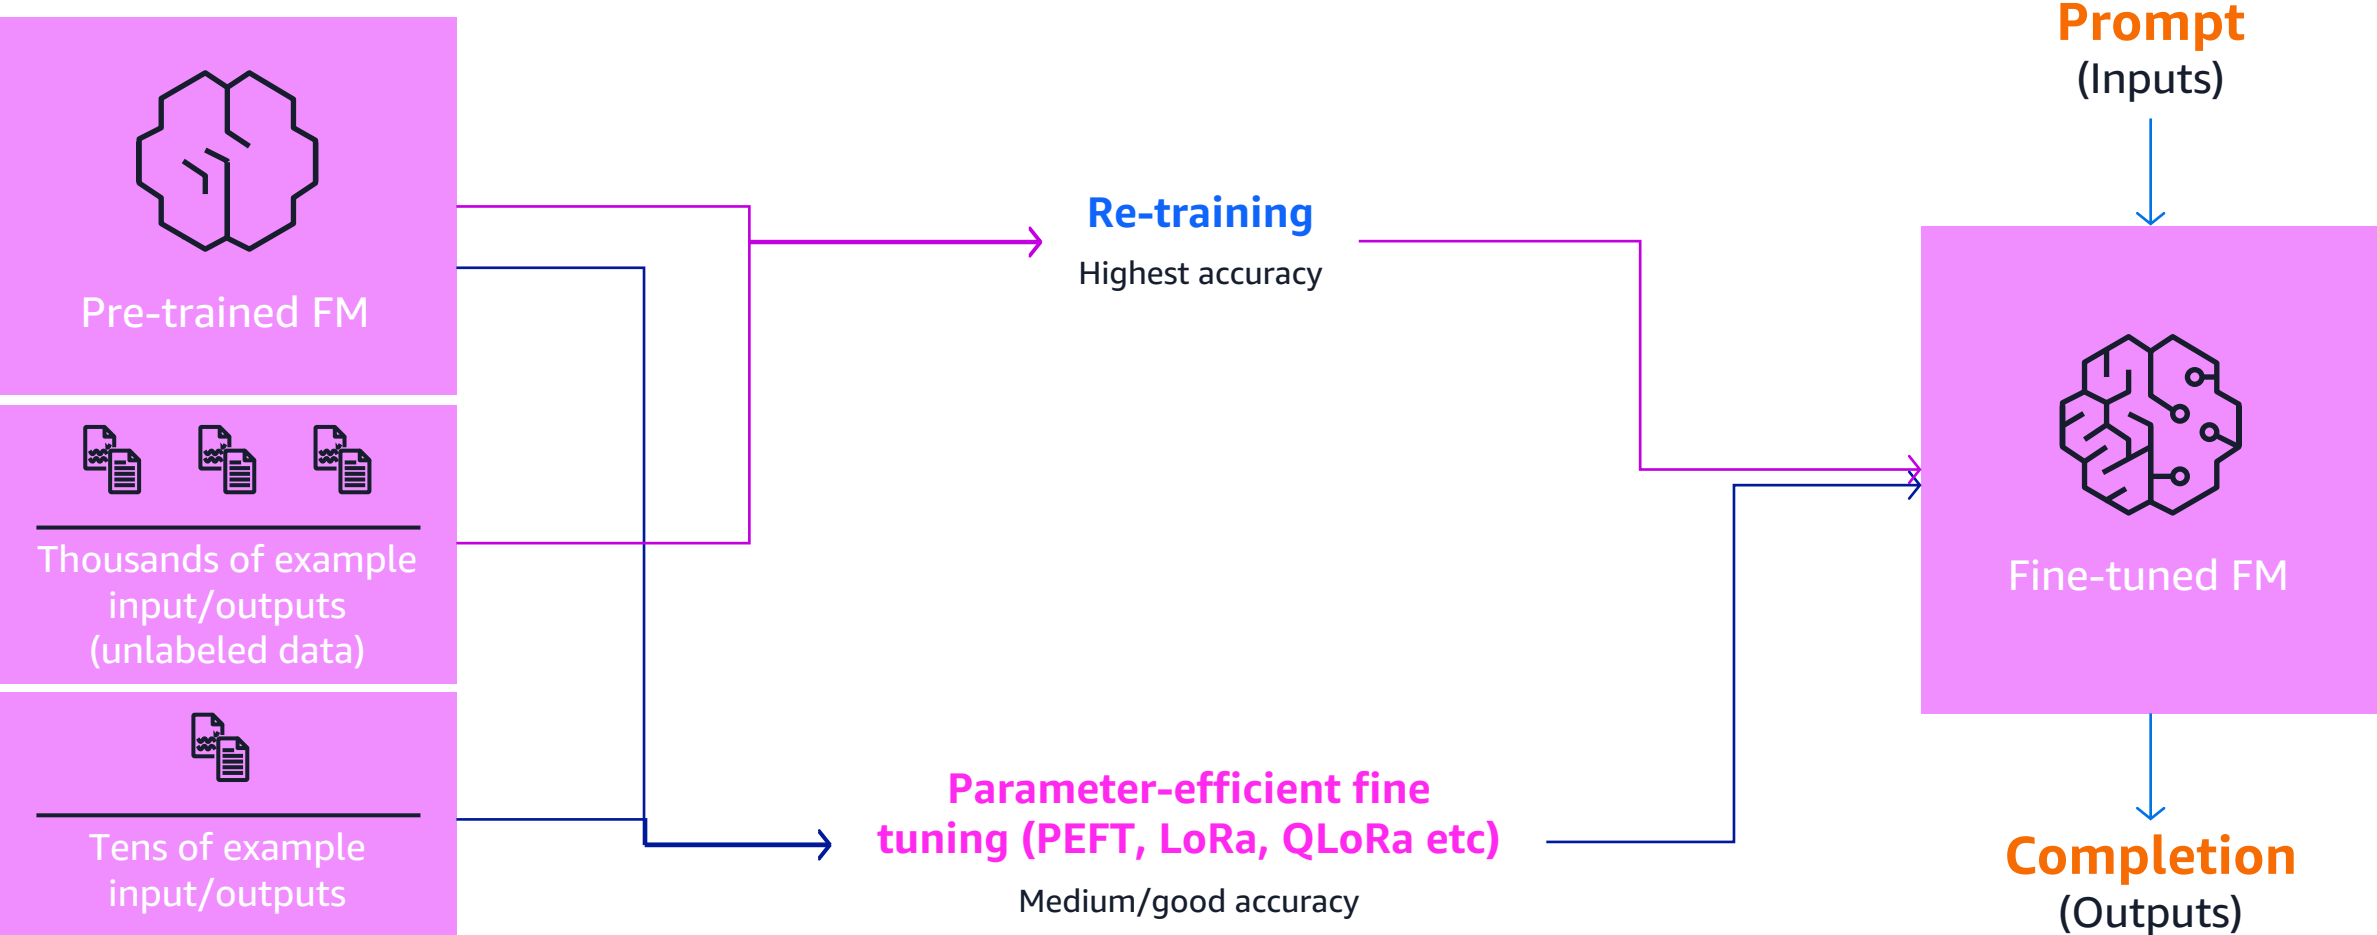 Pre-trained FM
Thousands of example
input/outputs
(unlabeled data)
Tens of example
input/outputs
Re-training
Highest accuracy
Parameter-efficient fine
tuning (PEFT, LoRa, QLoRa etc)
Medium/good accuracy
Prompt
(Inputs)
Fine-tuned FM
Completion
(Outputs)